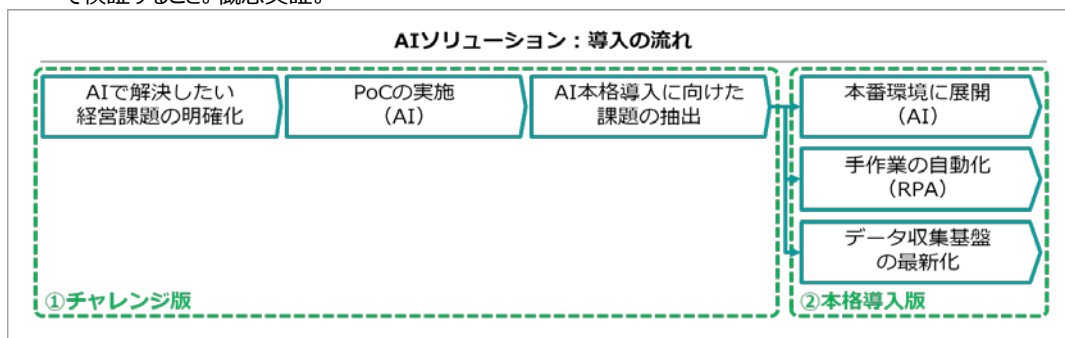 AIソリューション：導入の流れ
AIで解決したい
経営課題の明確化
PoCの実施
（AI）
AI本格導入に向けた
課題の抽出
本番環境に展開
（AI）
手作業の自動化
（RPA）
データ収集基盤
の最新化
①チャレンジ版
②本格導入版